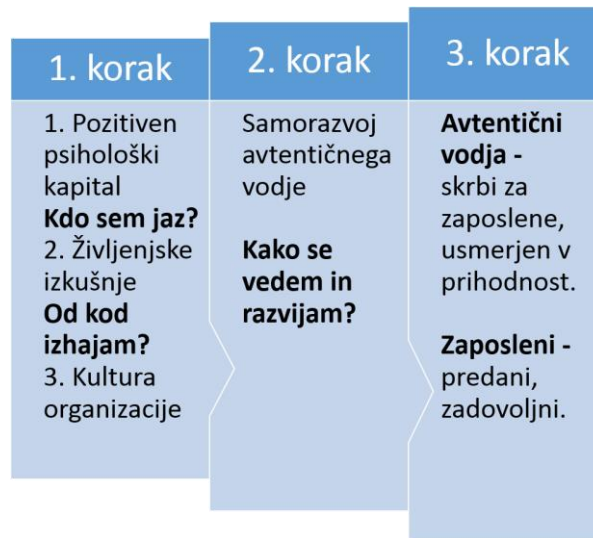 1. korak
1. Pozitiven
psihološki
kapital
Kdo sem jaz?
2. Življenjske
izkušnje
Od kod
izhajam?
3. Kultura
organizacije
2. korak
Samorazvoj
avtentičnega
vodje
Kako se
vedem in
razvijam?
3. korak
Avtentični
vodja -
skrbi za
zaposlene,
usmerjen v
prihodnost.
Zaposleni -
predani,
zadovoljni.